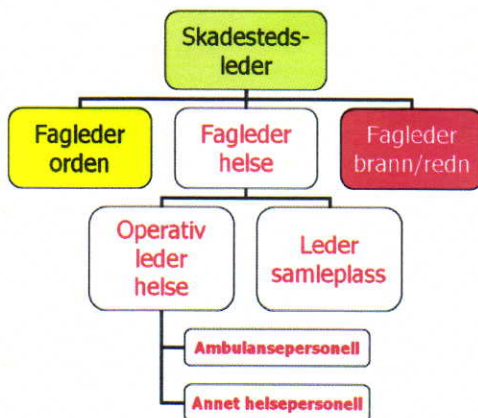 Skadesteds-
leder
Fagleder
orden
Fagleder
helse
Fagleder
brann/redn
Operativ
leder
helse
Leder
samleplass
Ambulansepersonell
Annet helsepersonell